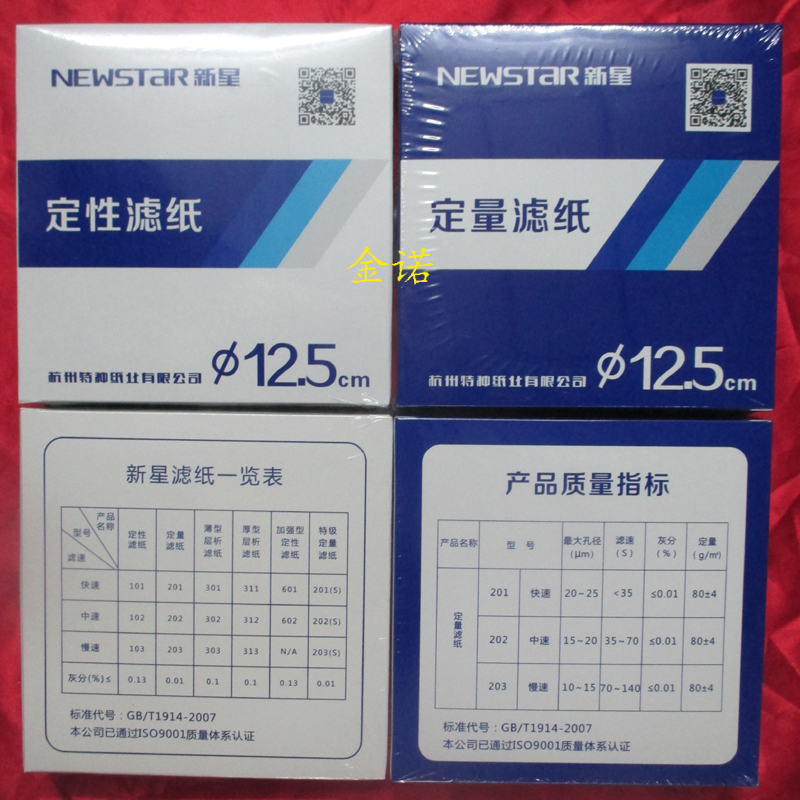 NEWSTAR新星
定性滤纸
杭州特种纸业有限公司
φ12.5cm
NEWSTAR新星
定量滤纸
杭州特种纸业有限公司
φ12.5cm
金诺
新星滤纸一览表
产品名称 型号 滤速 定性滤纸 定量滤纸 薄型层析滤纸 厚型层析滤纸 加强型定性滤纸 特级定量滤纸
快速 101 201 301 311 601 201(S)
中速 102 202 302 312 602 202(S)
慢速 103 203 303 313 N/A 203(S)
灰分(%)≤ 0.13 0.01 0.1 0.1 0.13 0.01
标准代号：GB/T1914-2007
本公司已通过ISO9001质量体系认证
产品质量指标
产品名称 型号 最大孔径(μm) 滤速(S) 灰分(%) 定量(g/㎡)
定量滤纸
201 快速 20~25 <35 ≤0.01 80±4
202 中速 15~20 35~70 ≤0.01 80±4
203 慢速 10~15 70~140 ≤0.01 80±4
标准代号：GB/T1914-2007
本公司已通过ISO9001质量体系认证